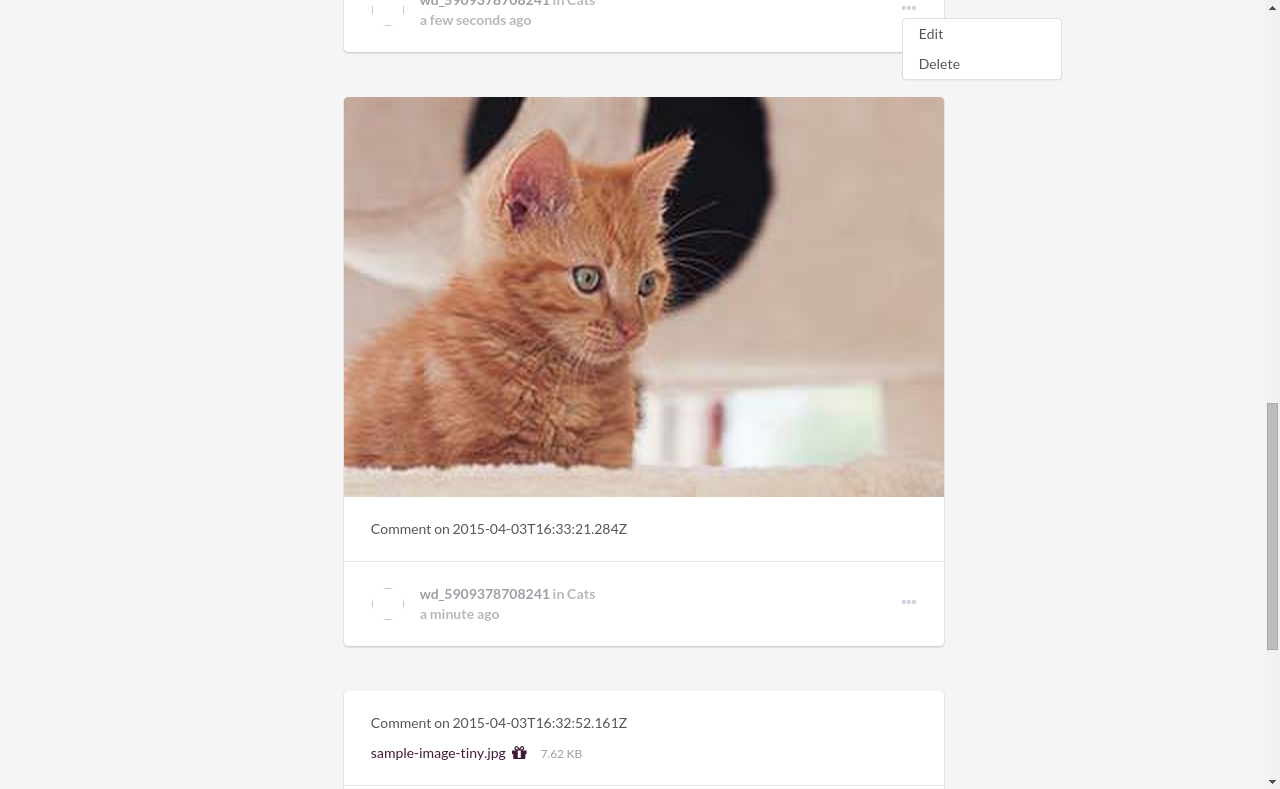 wd_5909378708241 in Cats
a few seconds ago
Edit
Delete
Comment on 2015-04-03T16:33:21.284Z
wd_5909378708241 in Cats
a minute ago
Comment on 2015-04-03T16:32:52.161Z
sample-image-tiny.jpg 7.62 KB